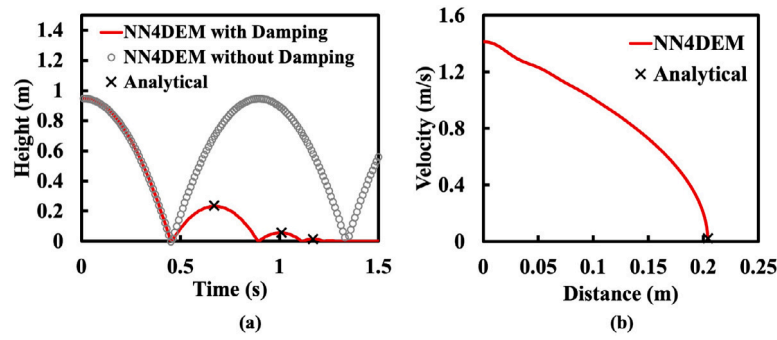 1.4
1.2
1
0.8
0.6
0.4
0.2
0
Height (m)
NN4DEM with Damping
NN4DEM without Damping
Analytical
0
0.5
1
1.5
Time (s)
(a)
1.6
1.2
0.8
0.4
0
Velocity (m/s)
NN4DEM
Analytical
0
0.05
0.1
0.15
0.2
0.25
Distance (m)
(b)